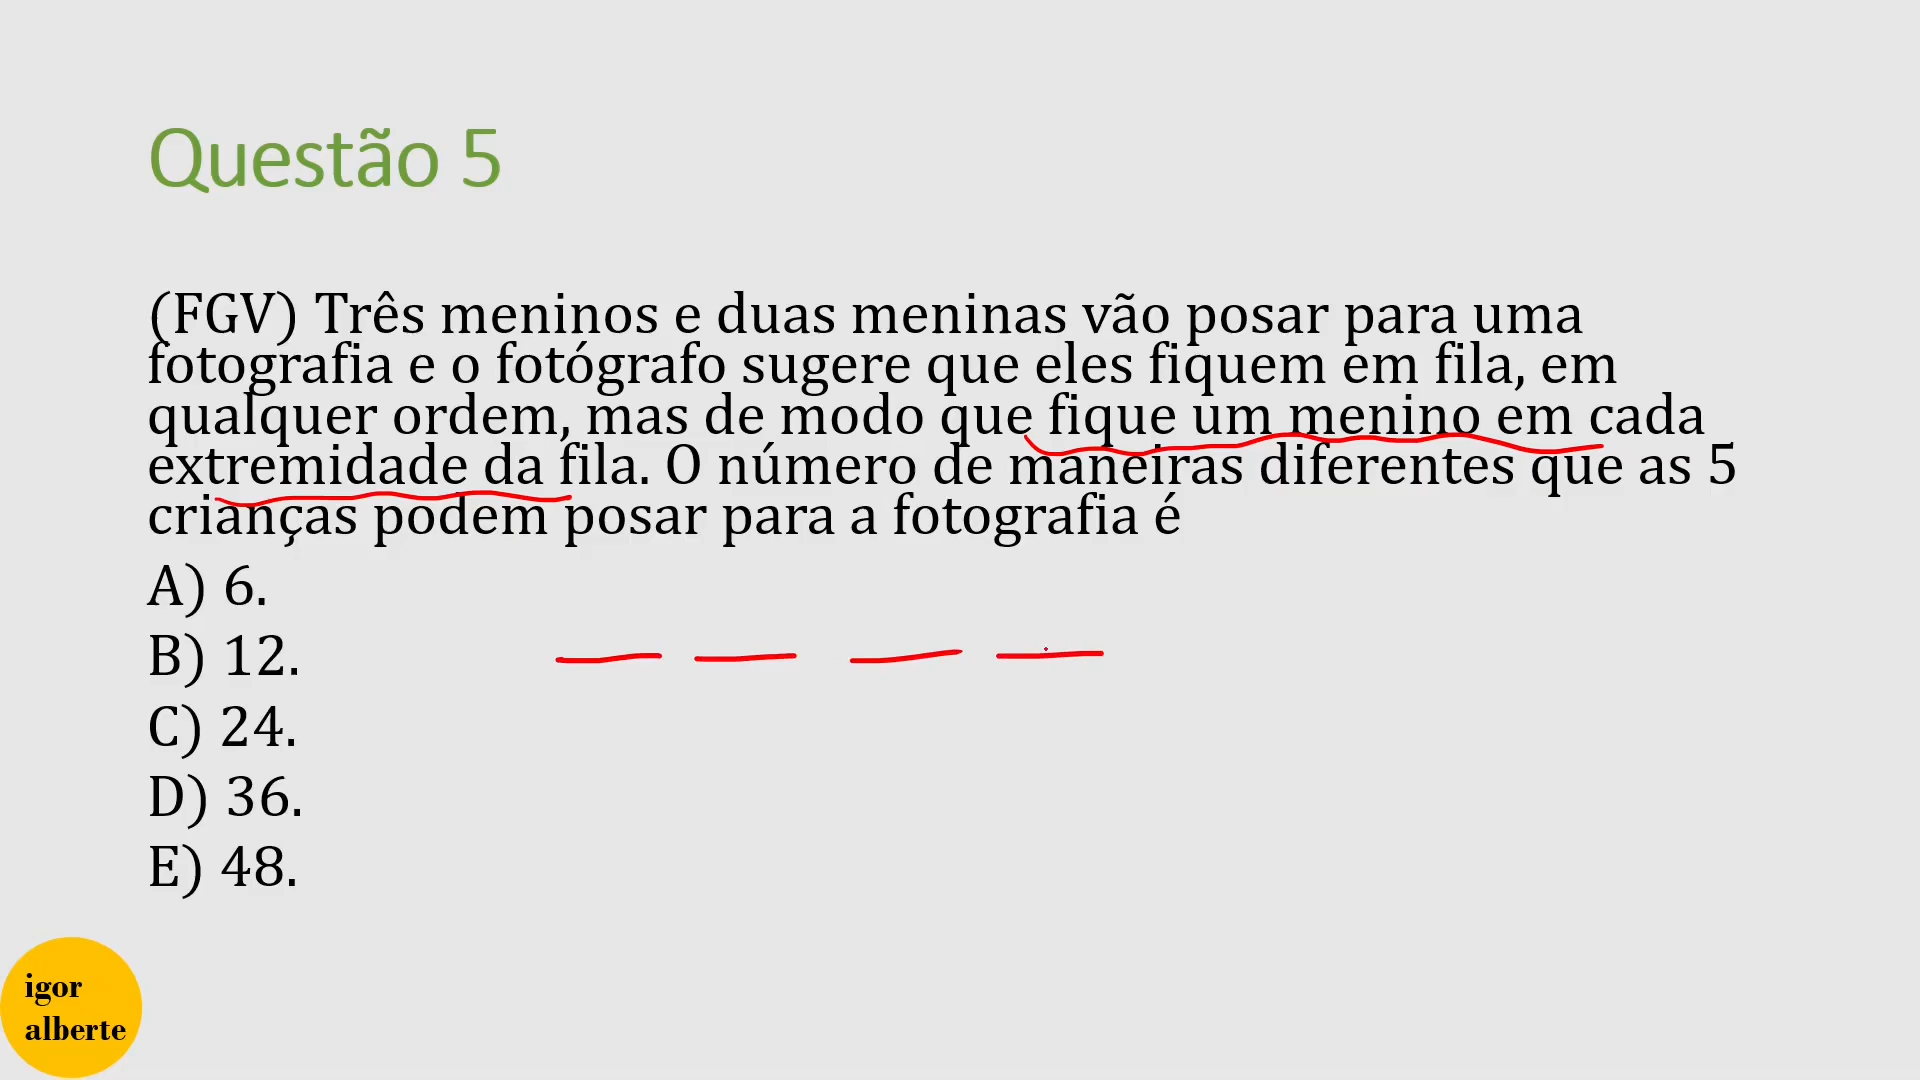 Questão 5
(FGV) Três meninos e duas meninas vão posar para uma
fotografia e o fotógrafo sugere que eles fiquem em fila, em
qualquer ordem, mas de modo que fique um menino em cada
extremidade da fila. O número de maneiras diferentes que as 5
crianças podem posar para a fotografia é
A) 6.
B) 12.
C) 24.
D) 36.
E) 48.
igor
alberte